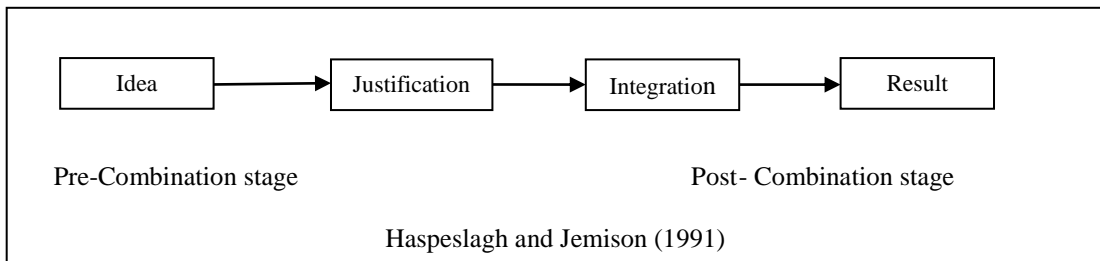 Idea Justification Integration Result
Pre-Combination stage Post- Combination stage
Haspeslagh and Jemison (1991)